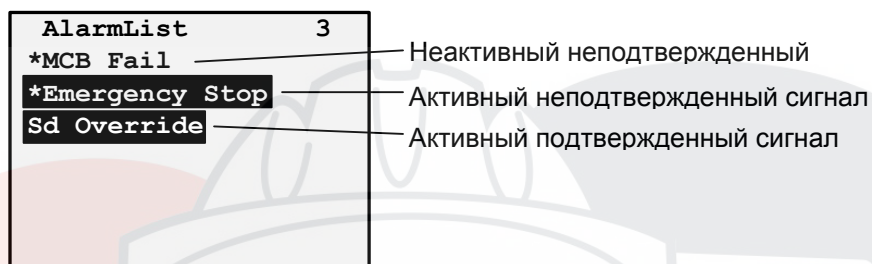 AlarmList 3
*MCB Fail
Неактивный неподтвержденный
*Emergency Stop
Активный неподтвержденный сигнал
Sd Override
Активный подтвержденный сигнал